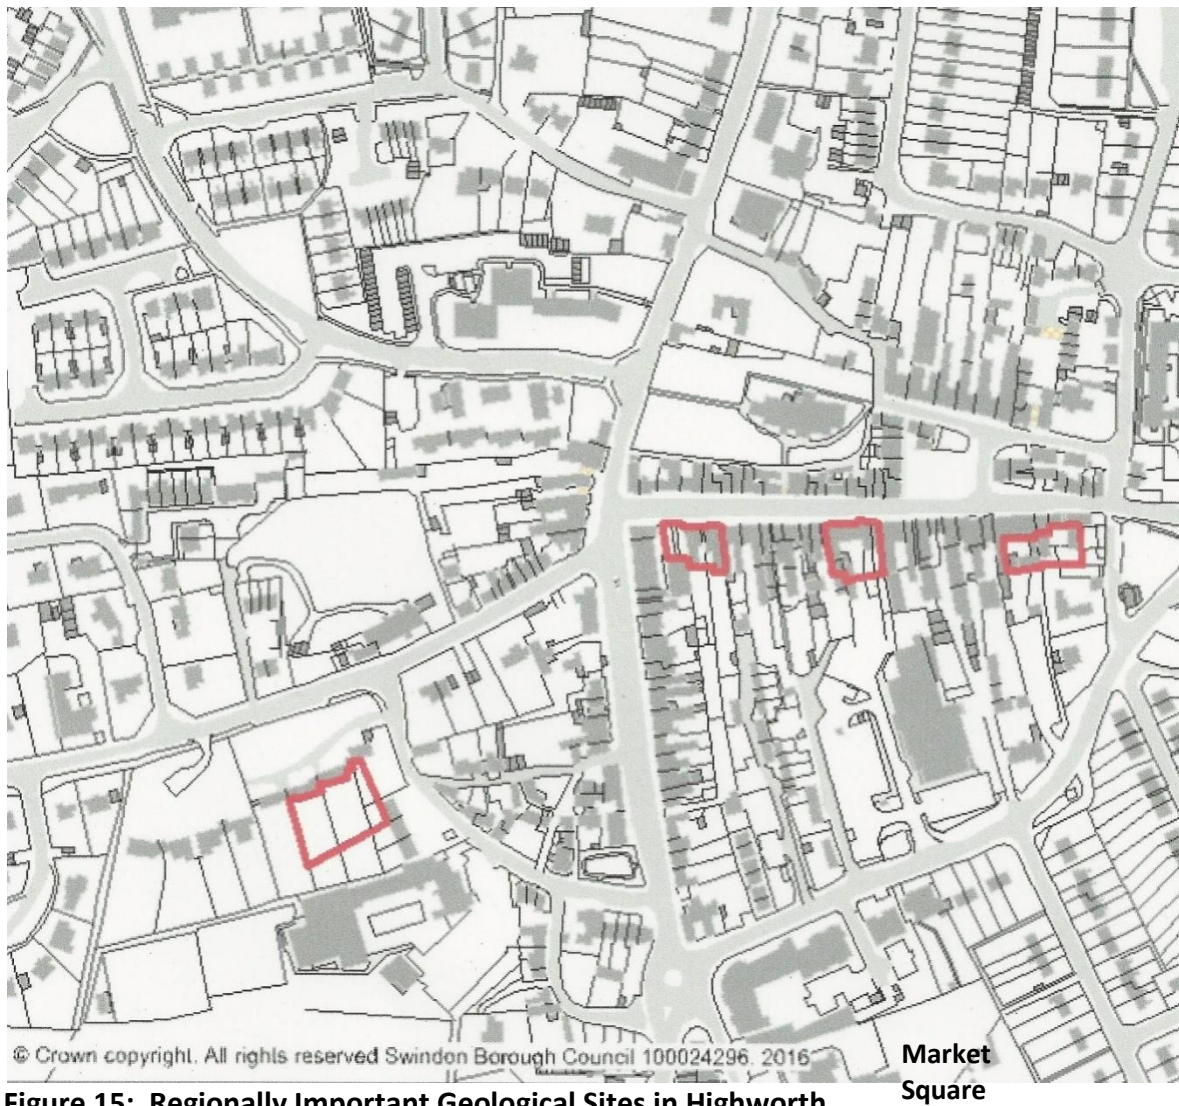 © Crown copyright. All rights reserved Swindon Borough Council 100024296. 2016
Market
Square
Figure 15: Regionally Important Geological Sites in Highworth